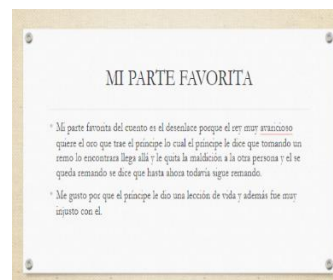 MI PARTE FAVORITA
Mi parte favorita del cuento es el desenlace porque el rey muy avaricioso
quiere el oro que trae el principe lo cual el principe le dice que tomando un
remo lo encontrara llega allá y le quita la maldición a la otra persona y el se
queda remando se dice que hasta ahora todavía sigue remando.
Me gusto por que el principe le dio una lección de vida y además fue muy
injusto con el.